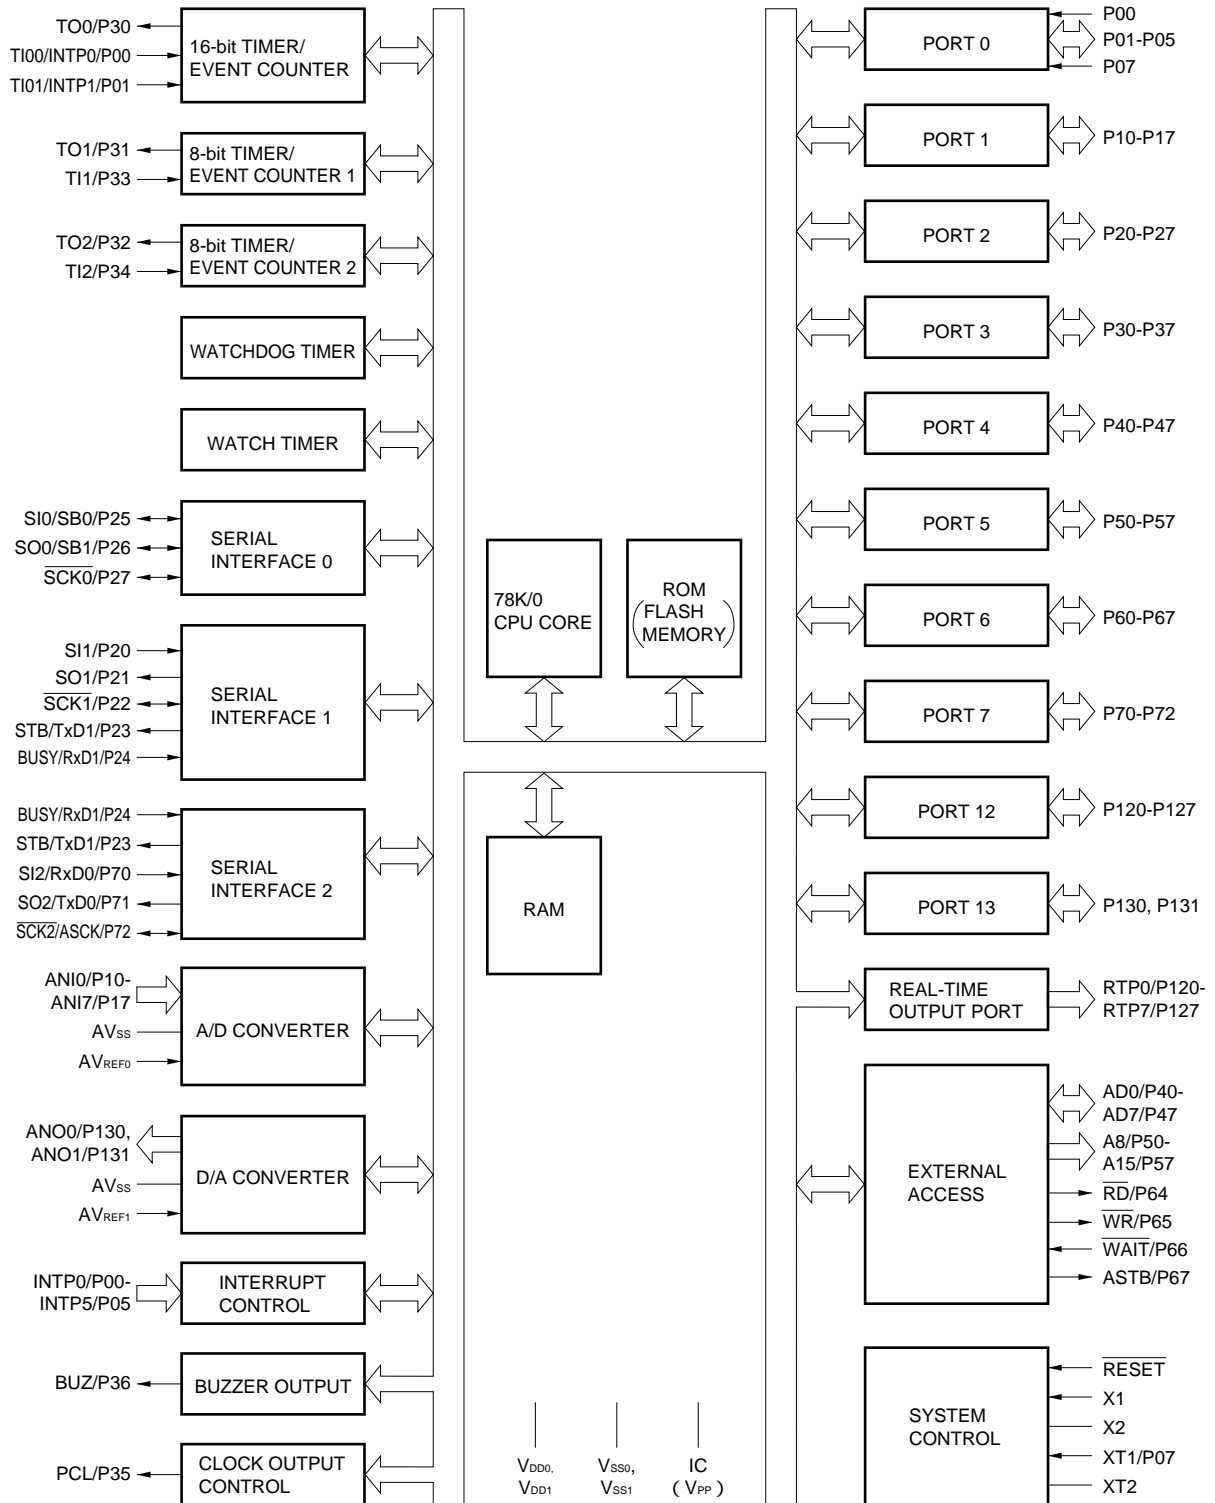 TO0/P30
TI00/INTP0/P00
TI01/INTP1/P01
16-bit TIMER/
EVENT COUNTER
TO1/P31
TI1/P33
8-bit TIMER/
EVENT COUNTER 1
TO2/P32
TI2/P34
8-bit TIMER/
EVENT COUNTER 2
WATCHDOG TIMER
WATCH TIMER
SI0/SB0/P25
SO0/SB1/P26
SCK0/P27
SERIAL
INTERFACE 0
SI1/P20
SO1/P21
SCK1/P22
STB/TxD1/P23
BUSY/RxD1/P24
SERIAL
INTERFACE 1
BUSY/RxD1/P24
STB/TxD1/P23
SI2/RxD0/P70
SO2/TxD0/P71
SCK2/ASCK/P72
SERIAL
INTERFACE 2
ANI0/P10-
ANI7/P17
AVSS
AVREF0
A/D CONVERTER
ANO0/P130,
ANO1/P131
AVSS
AVREF1
D/A CONVERTER
INTP0/P00-
INTP5/P05
INTERRUPT
CONTROL
BUZ/P36
BUZZER OUTPUT
PCL/P35
CLOCK OUTPUT
CONTROL
78K/0
CPU CORE
ROM
(FLASH
MEMORY)
RAM
VDD0,
VDD1
VSS0,
VSS1
IC
(VPP)
PORT 0
P00
P01-P05
P07
PORT 1
P10-P17
PORT 2
P20-P27
PORT 3
P30-P37
PORT 4
P40-P47
PORT 5
P50-P57
PORT 6
P60-P67
PORT 7
P70-P72
PORT 12
P120-P127
PORT 13
P130, P131
REAL-TIME
OUTPUT PORT
RTP0/P120-
RTP7/P127
EXTERNAL
ACCESS
AD0/P40-
AD7/P47
A8/P50-
A15/P57
RD/P64
WR/P65
WAIT/P66
ASTB/P67
SYSTEM
CONTROL
RESET
X1
X2
XT1/P07
XT2